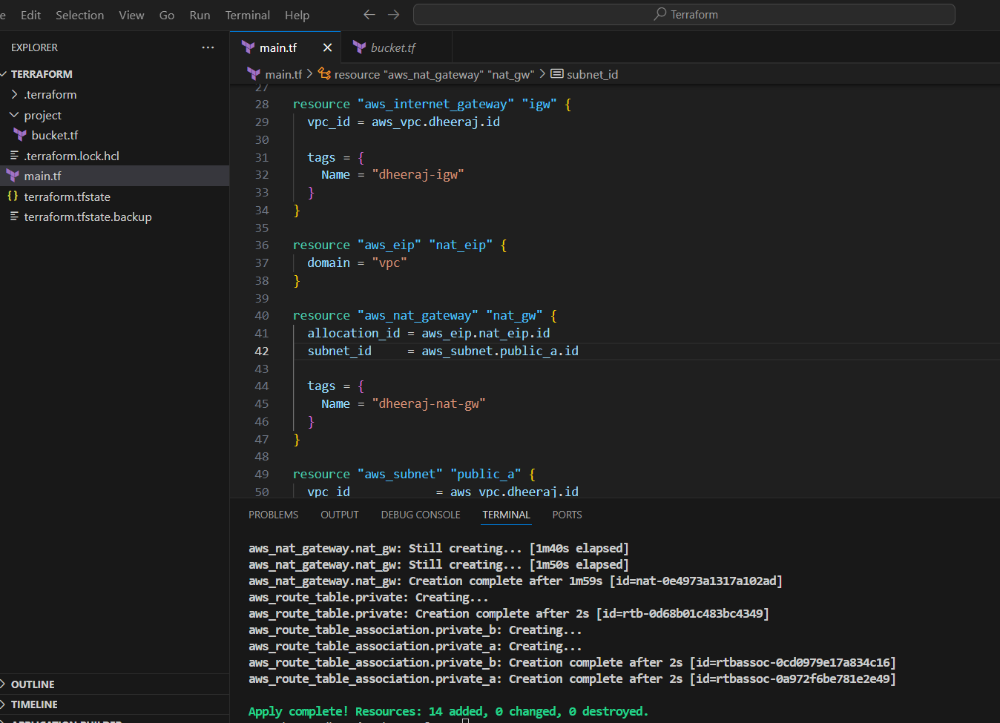 Edit Selection View Go Run Terminal Help
Terraform
EXPLORER
TERRAFORM
.terraform
project
bucket.tf
.terraform.lock.hcl
main.tf
terraform.tfstate
terraform.tfstate.backup
OUTLINE
TIMELINE
APPLICATION BUILDER
main.tf
bucket.tf
main.tf > resource "aws_nat_gateway" "nat_gw" > subnet_id
27
28 resource "aws_internet_gateway" "igw" {
29 vpc_id = aws_vpc.dheeraj.id
30
31 tags = {
32 Name = "dheeraj-igw"
33 }
34 }
35
36 resource "aws_eip" "nat_eip" {
37 domain = "vpc"
38 }
39
40 resource "aws_nat_gateway" "nat_gw" {
41 allocation_id = aws_eip.nat_eip.id
42 subnet_id     = aws_subnet.public_a.id
43
44 tags = {
45 Name = "dheeraj-nat-gw"
46 }
47 }
48
49 resource "aws_subnet" "public_a" {
50 vpc_id            = aws_vpc.dheeraj.id
PROBLEMS OUTPUT DEBUG CONSOLE TERMINAL PORTS
aws_nat_gateway.nat_gw: Still creating... [1m40s elapsed]
aws_nat_gateway.nat_gw: Still creating... [1m50s elapsed]
aws_nat_gateway.nat_gw: Creation complete after 1m59s [id=nat-0e4973a1317a102ad]
aws_route_table.private: Creating...
aws_route_table.private: Creation complete after 2s [id=rtb-0d68b01c483bc4349]
aws_route_table_association.private_b: Creating...
aws_route_table_association.private_a: Creating...
aws_route_table_association.private_b: Creation complete after 2s [id=rtbassoc-0cd0979e17a834c16]
aws_route_table_association.private_a: Creation complete after 2s [id=rtbassoc-0a972f6be781e2e49]
Apply complete! Resources: 14 added, 0 changed, 0 destroyed.